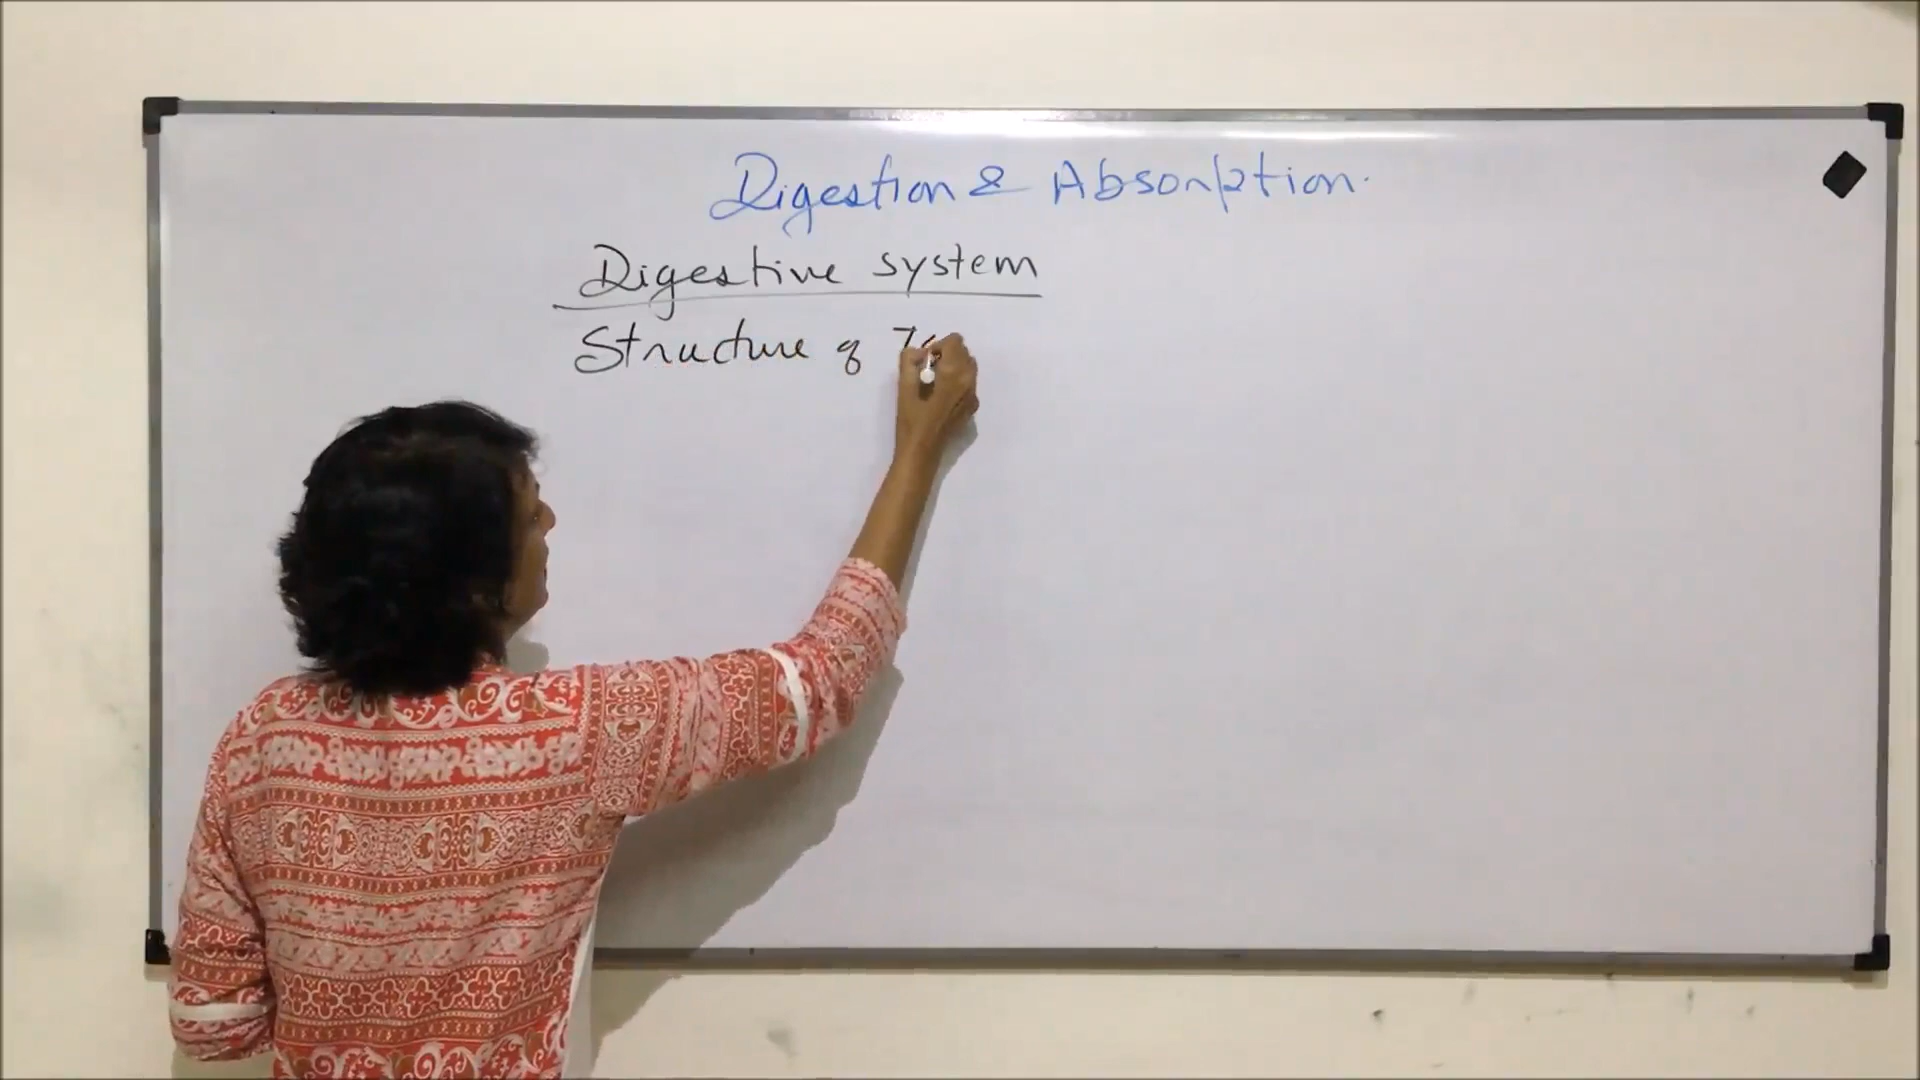 Digestion & Absorption.
Digestive system
Structure of